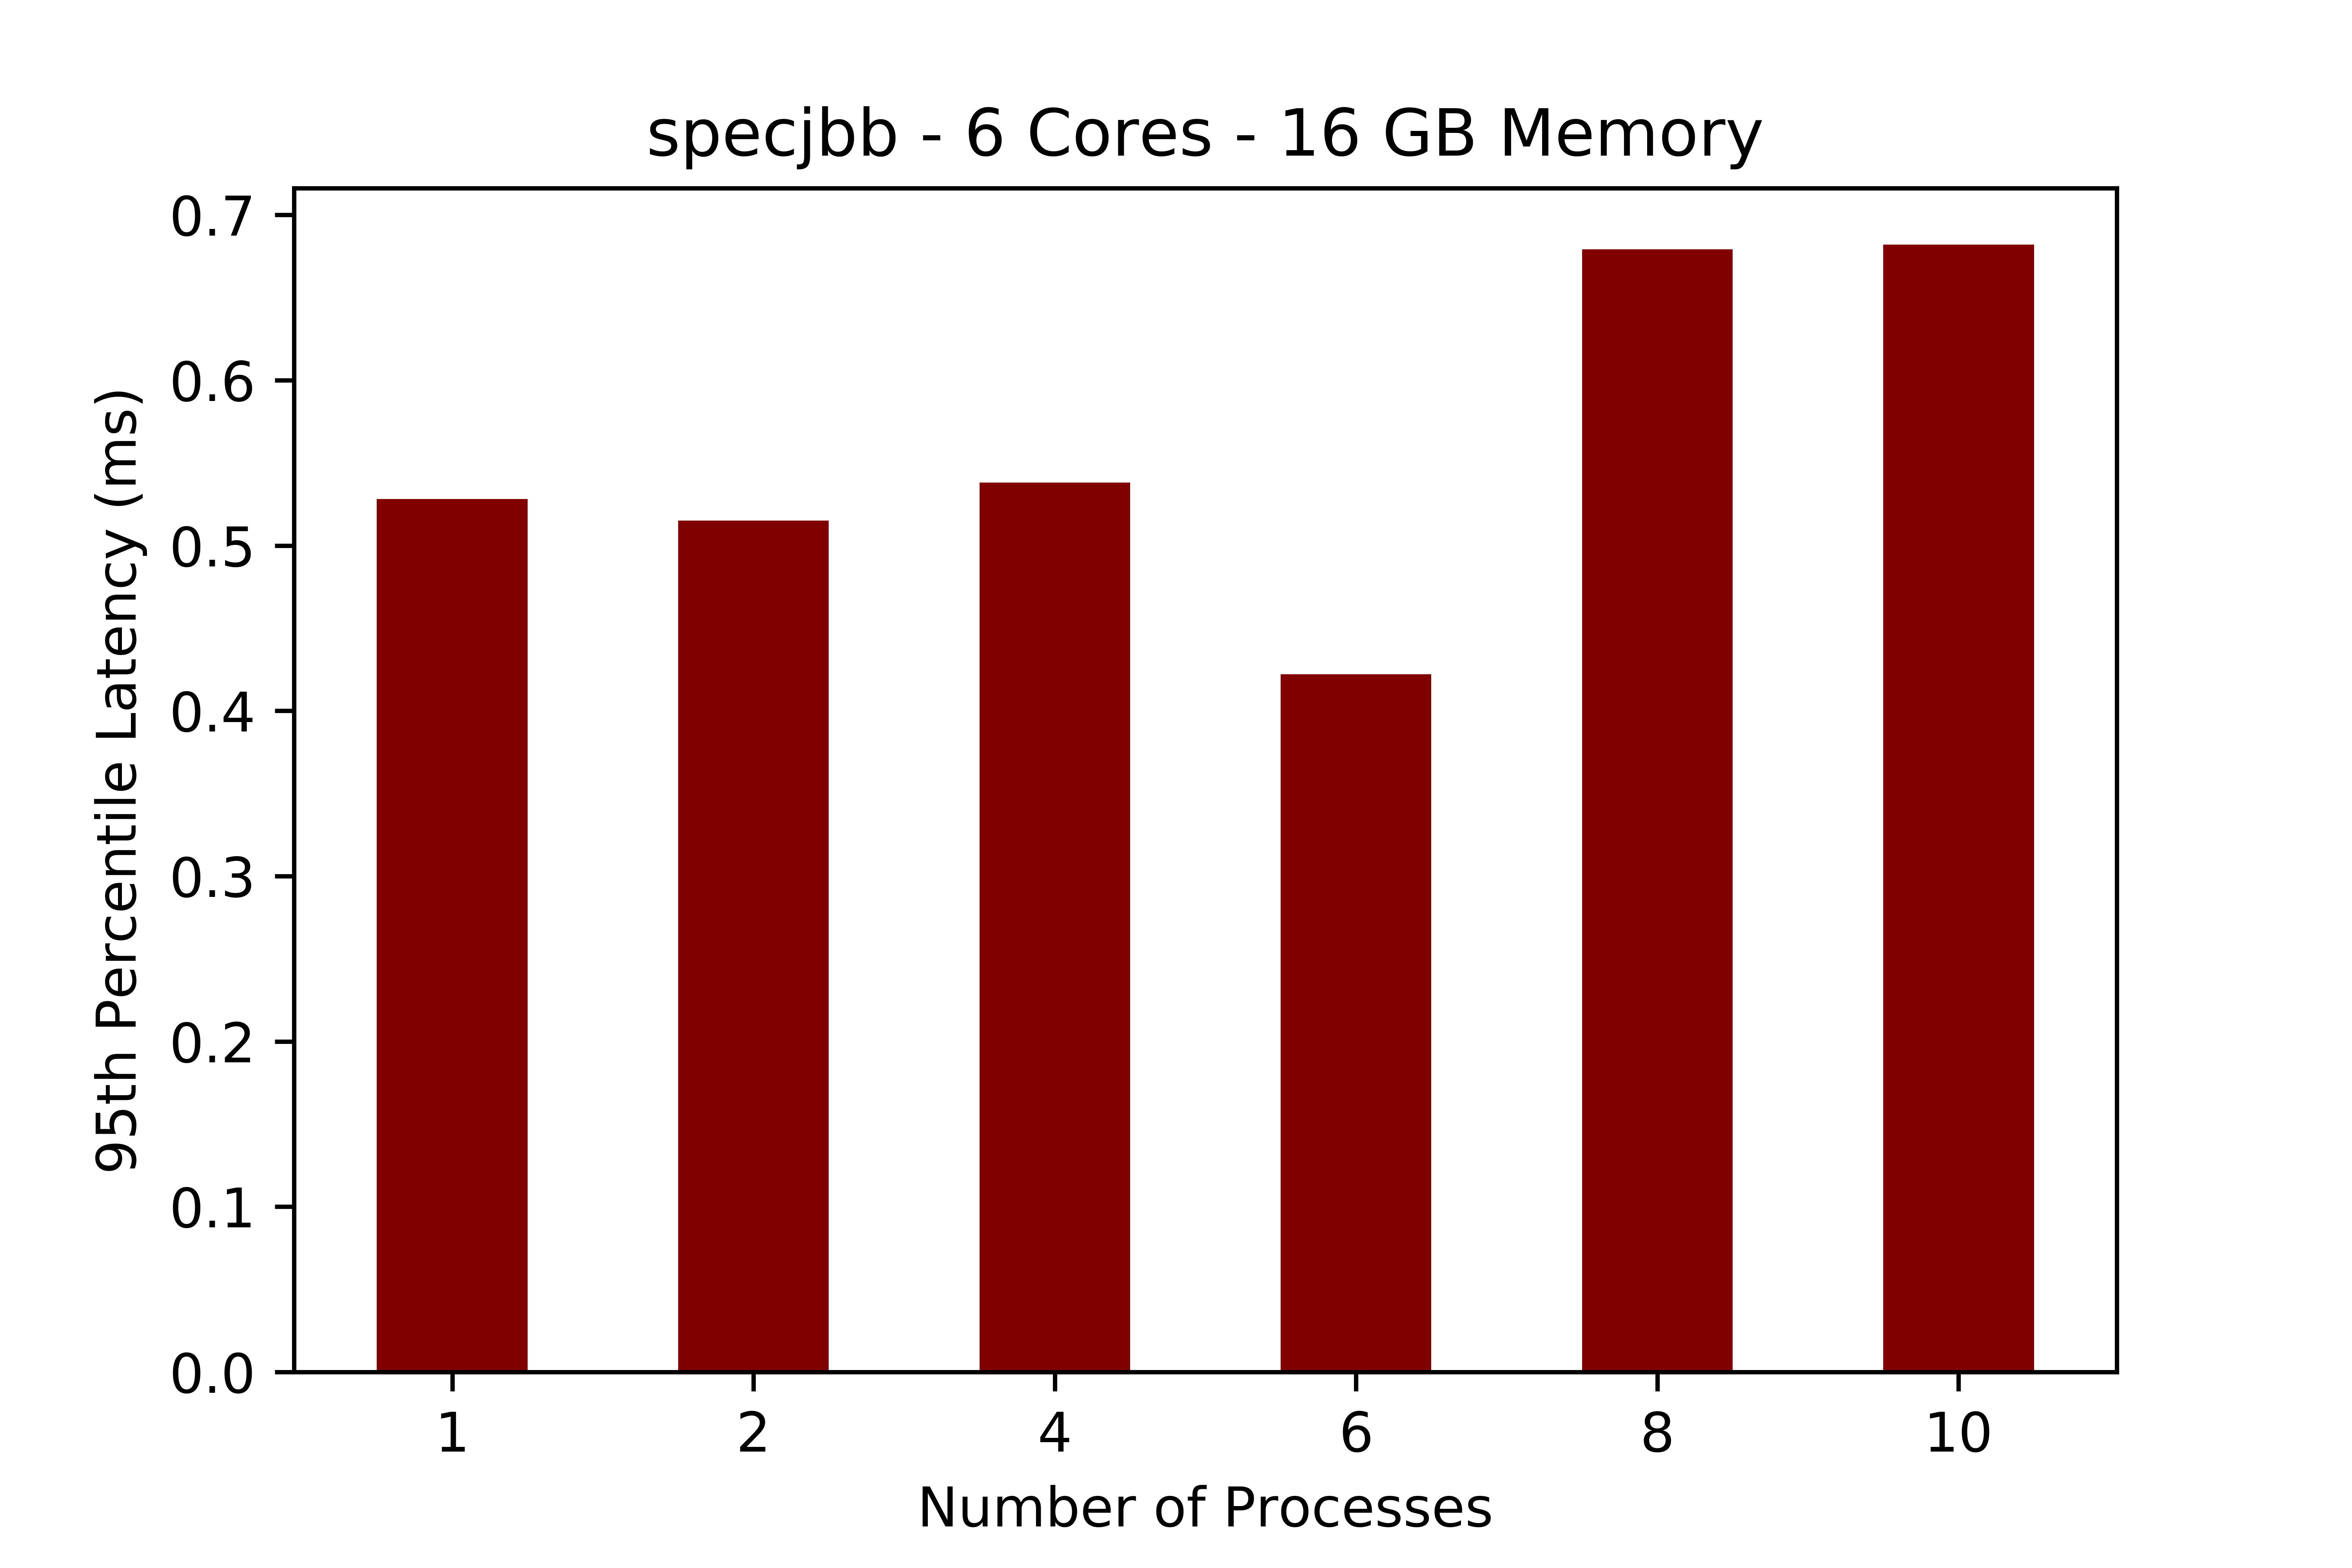 specjbb - 6 Cores - 16 GB Memory
95th Percentile Latency (ms)
0.7
0.6
0.5
0.4
0.3
0.2
0.1
0.0
1 2 4 6 8 10
Number of Processes